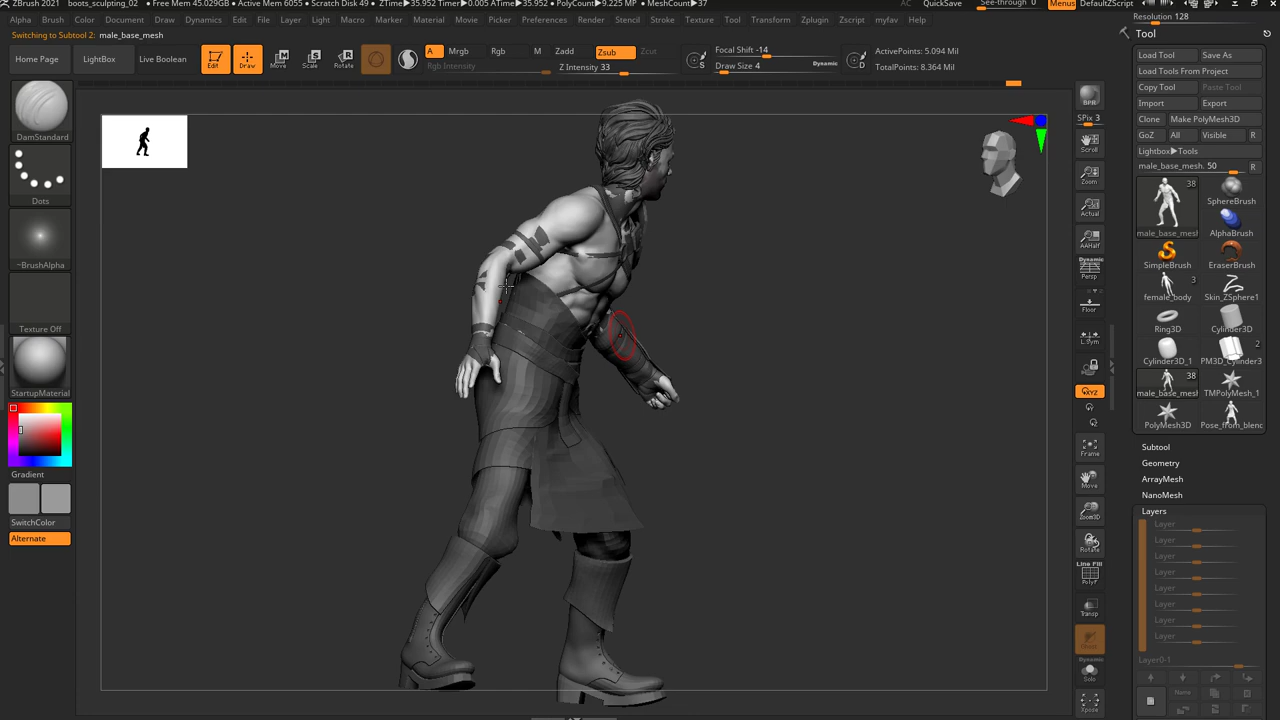 ZBrush 2021 boots_sculpting_02 • Free Mem 45.029GB • Active Mem 6055 • Scratch Disk 49 • ZTime▶35.952 Timer▶0.005 ATime▶35.952 • PolyCount▶9.225 MP • MeshCount▶37 AC QuickSave See-through 0 Menus DefaultZScript
Alpha Brush Color Document Draw Dynamics Edit File Layer Light Macro Marker Material Movie Picker Preferences Render Stencil Stroke Texture Tool Transform Zplugin Zscript myfav Help
Resolution 128
Switching to Subtool 2: male_base_mesh
Tool
Home Page LightBox Live Boolean Edit Draw Move Scale Rotate A Mrgb Rgb M Zadd Zsub Zcut Focal Shift -14 ActivePoints: 5.094 Mil
Rgb Intensity Z Intensity 33 Draw Size 4 Dynamic TotalPoints: 8.364 Mil
Load Tool Save As
Load Tools From Project
Copy Tool Paste Tool
Import Export
Clone Make PolyMesh3D
GoZ All Visible R
Lightbox▶Tools
male_base_mesh. 50 R
38
male_base_mesl SphereBrush
AlphaBrush
SimpleBrush EraserBrush
3
female_body Skin_ZSphere1
Ring3D Cylinder3D
2
Cylinder3D_1 PM3D_Cylinder3
38
male_base_mesl TMPolyMesh_1
PolyMesh3D Pose_from_blenc
Subtool
Geometry
ArrayMesh
NanoMesh
Layers
Layer
Layer
Layer
Layer
Layer
Layer
Layer
Layer
Layer0-1
Name
DamStandard
Dots
~BrushAlpha
Texture Off
StartupMaterial
Gradient
SwitchColor
Alternate
BPR
SPix 3
Scroll
Zoom
Actual
AAHalf
Dynamic
Persp
Floor
L.Sym
XYZ
Frame
Move
Zoom3D
Rotate
Line Fill
PolyF
Transp
Dynamic
Solo
Xpose